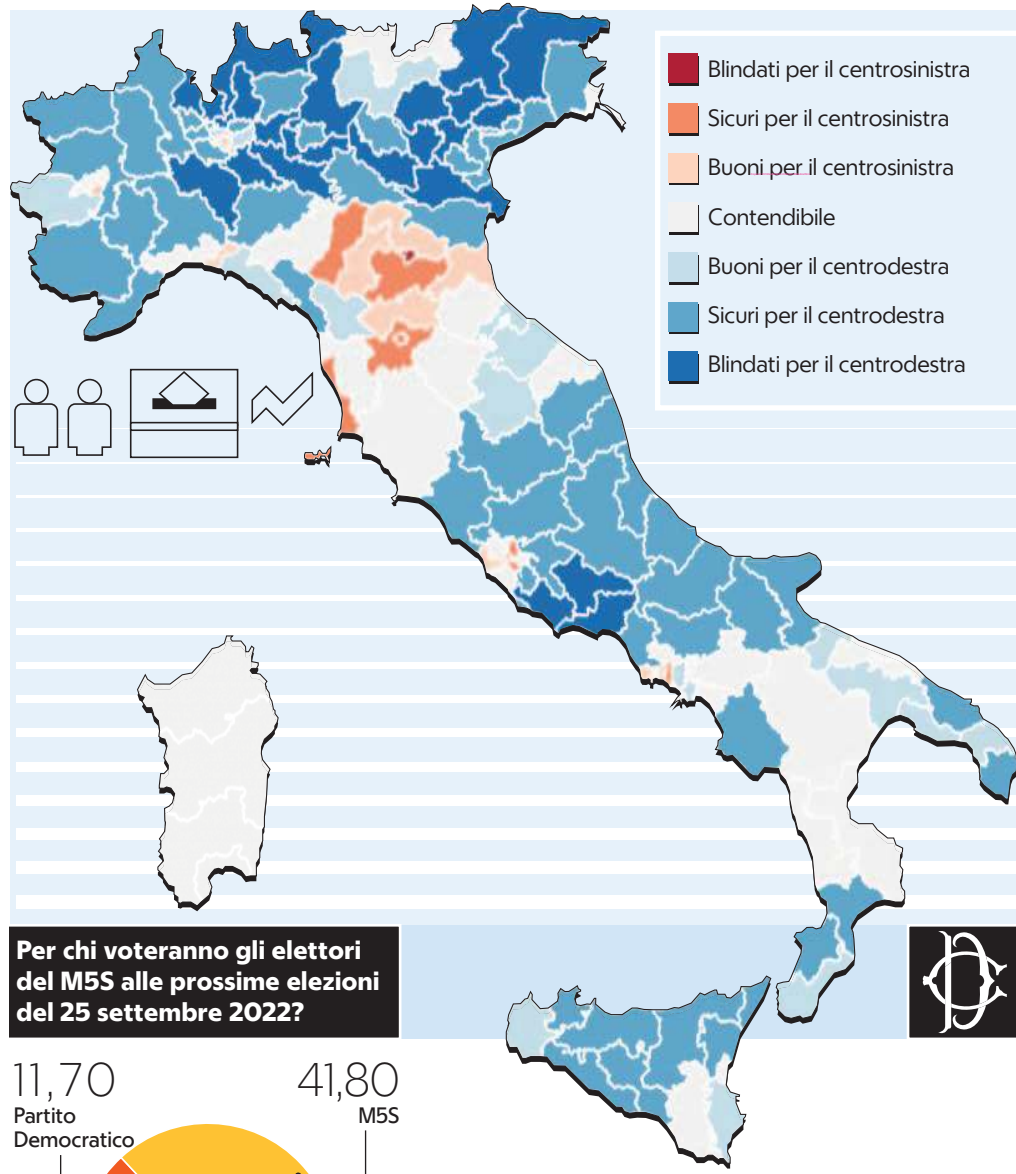 Blindati per il centrosinistra
Sicuri per il centrosinistra
Buoni per il centrosinistra
Contendibile
Buoni per il centrodestra
Sicuri per il centrodestra
Blindati per il centrodestra
Per chi voteranno gli elettori
del M5S alle prossime elezioni
del 25 settembre 2022?
11,70
Partito
Democratico
41,80
M5S